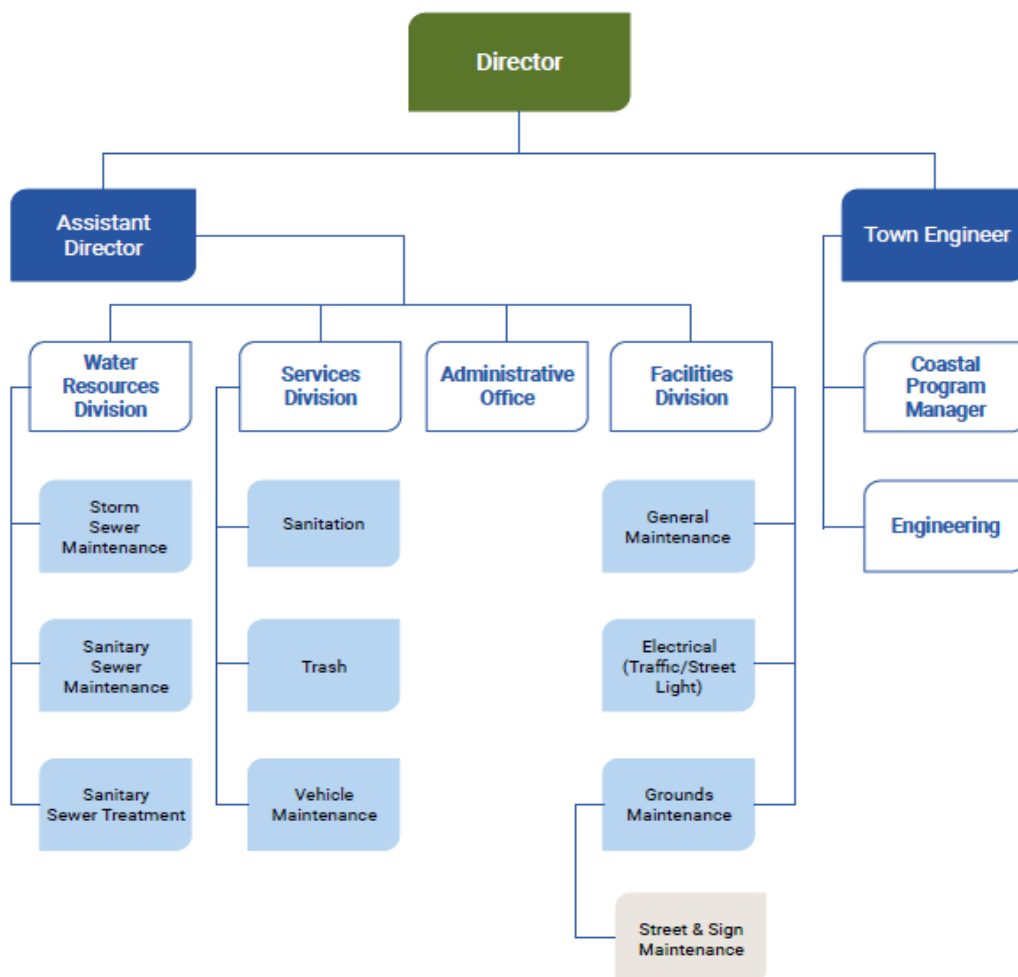 Director
Assistant
Director
Town Engineer
Water
Resources
Division
Services
Division
Administrative
Office
Facilities
Division
Coastal
Program
Manager
Storm
Sewer
Maintenance
Sanitation
General
Maintenance
Engineering
Sanitary
Sewer
Maintenance
Trash
Electrical
(Traffic/Street
Light)
Sanitary
Sewer Treatment
Vehicle
Maintenance
Grounds
Maintenance
Street & Sign
Maintenance